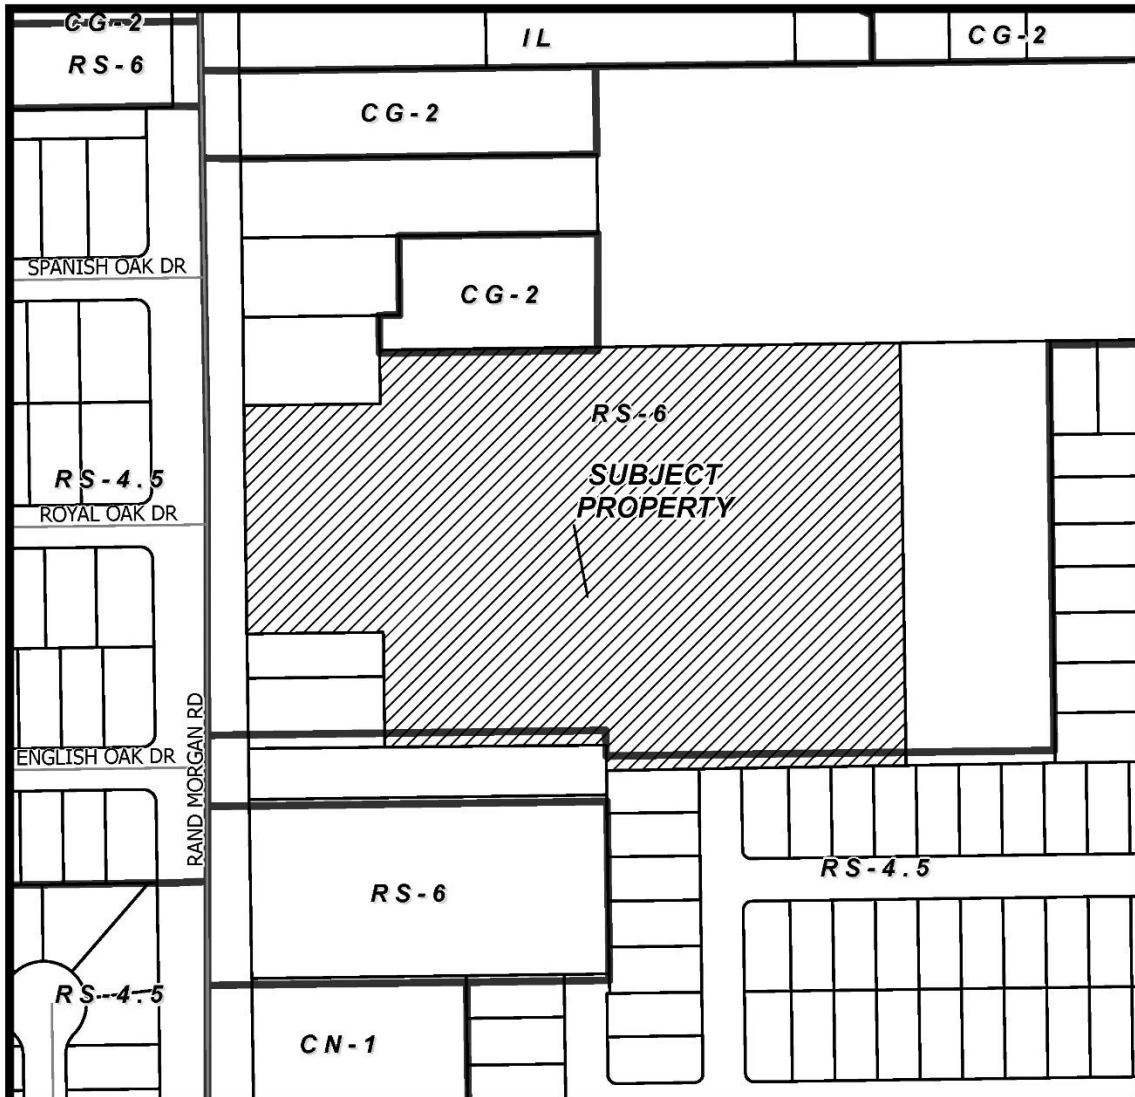 CG-2
IL
CG-2
RS-6
CG-2
SPANISH OAK DR
CG-2
RS-6
SUBJECT
PROPERTY
RS-4.5
ROYAL OAK DR
RAND MORGAN RD
ENGLISH OAK DR
RS-4.5
RS-6
RS-4.5
CN-1